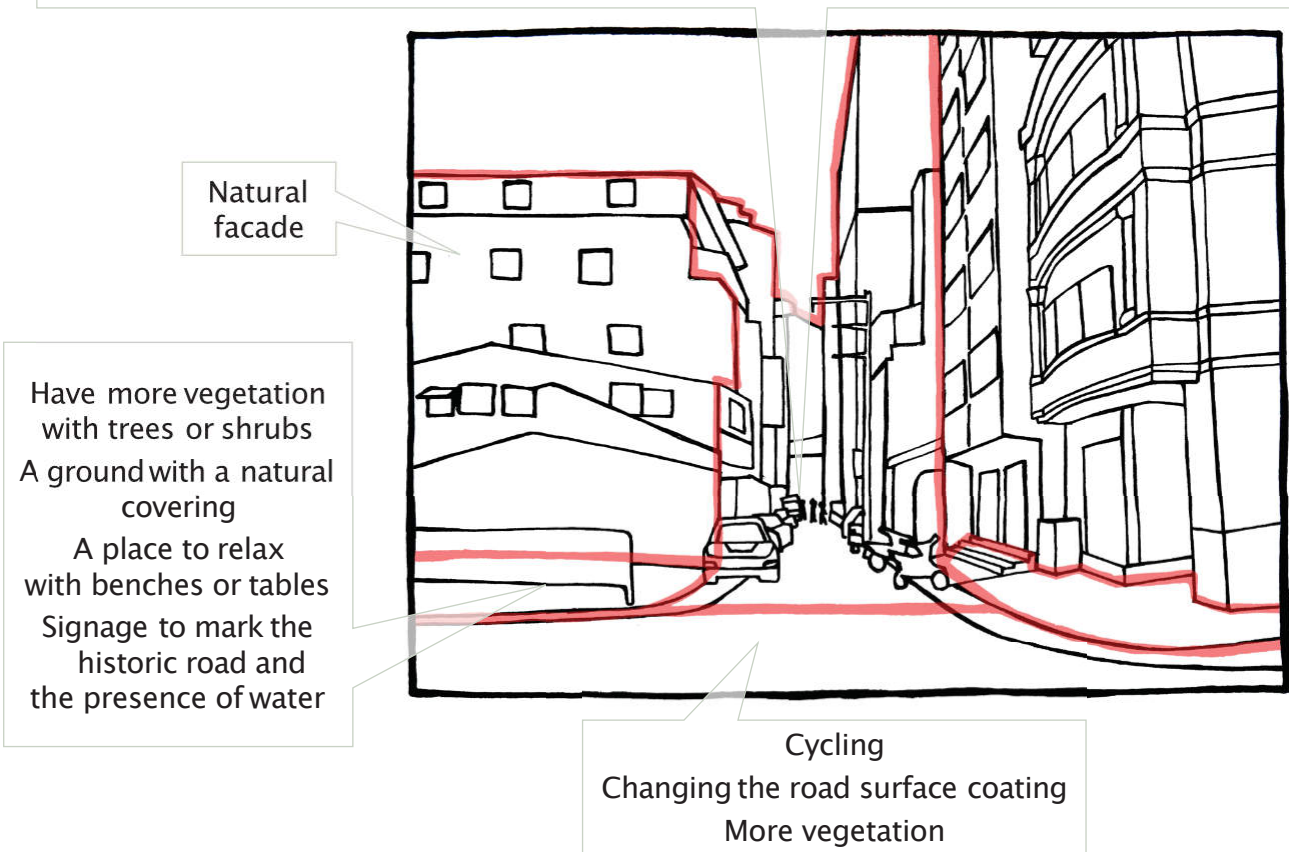 Natural
facade
Have more vegetation
with trees or shrubs
A ground with a natural
covering
A place to relax
with benches or tables
Signage to mark the
historic road and
the presence of water
Cycling
Changing the road surface coating
More vegetation